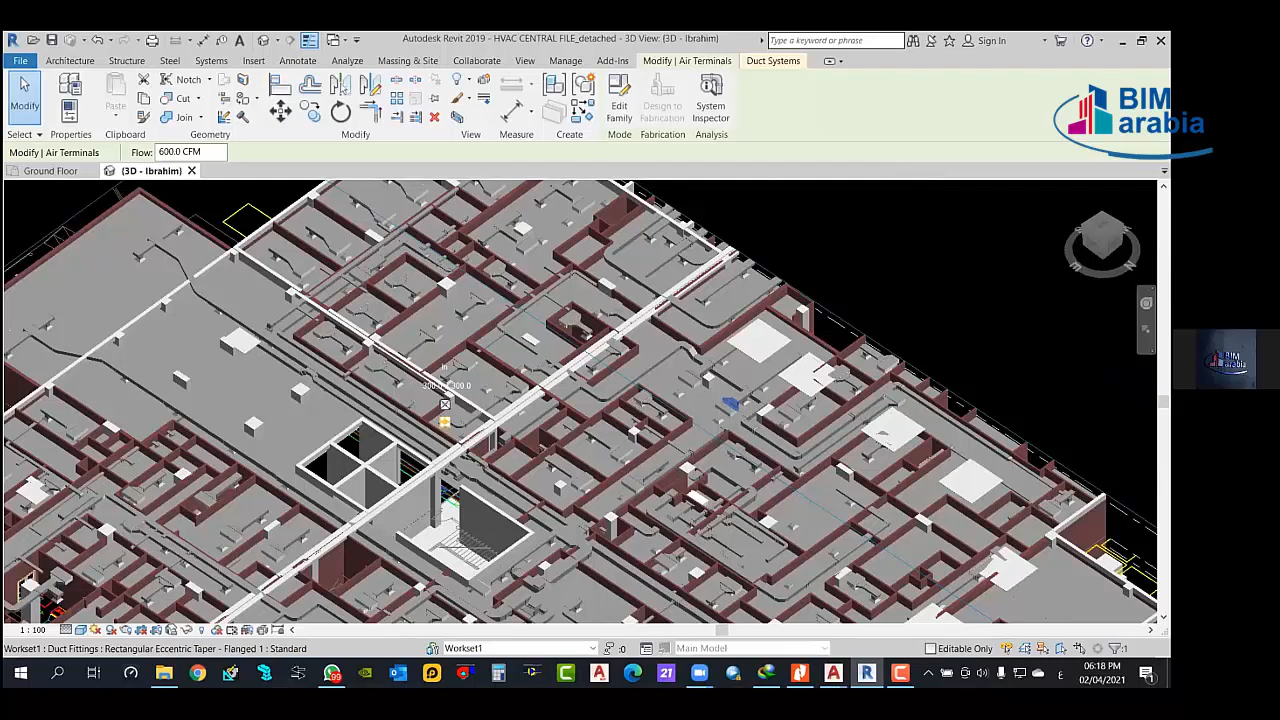 Autodesk Revit 2019 - HVAC CENTRAL FILE_detached - 3D View: {3D - Ibrahim}
Type a keyword or phrase
Sign In
File Architecture Structure Steel Systems Insert Annotate Analyze Massing & Site Collaborate View Manage Add-Ins Modify | Air Terminals Duct Systems
Modify
Paste
Notch
Cut
Join
Edit Family
Design to Fabrication
System Inspector
Select Properties Clipboard Geometry Modify View Measure Create Mode Fabrication Analysis
BIM
arabia
Modify | Air Terminals Flow: 600.0 CFM
Ground Floor {3D - Ibrahim}
BIM
arabia
1 : 100
Workset1 : Duct Fittings : Rectangular Eccentric Taper - Flanged 1 : Standard
Workset1
:0
Main Model
Editable Only
:1
99
21
ع
06:18 PM
02/04/2021